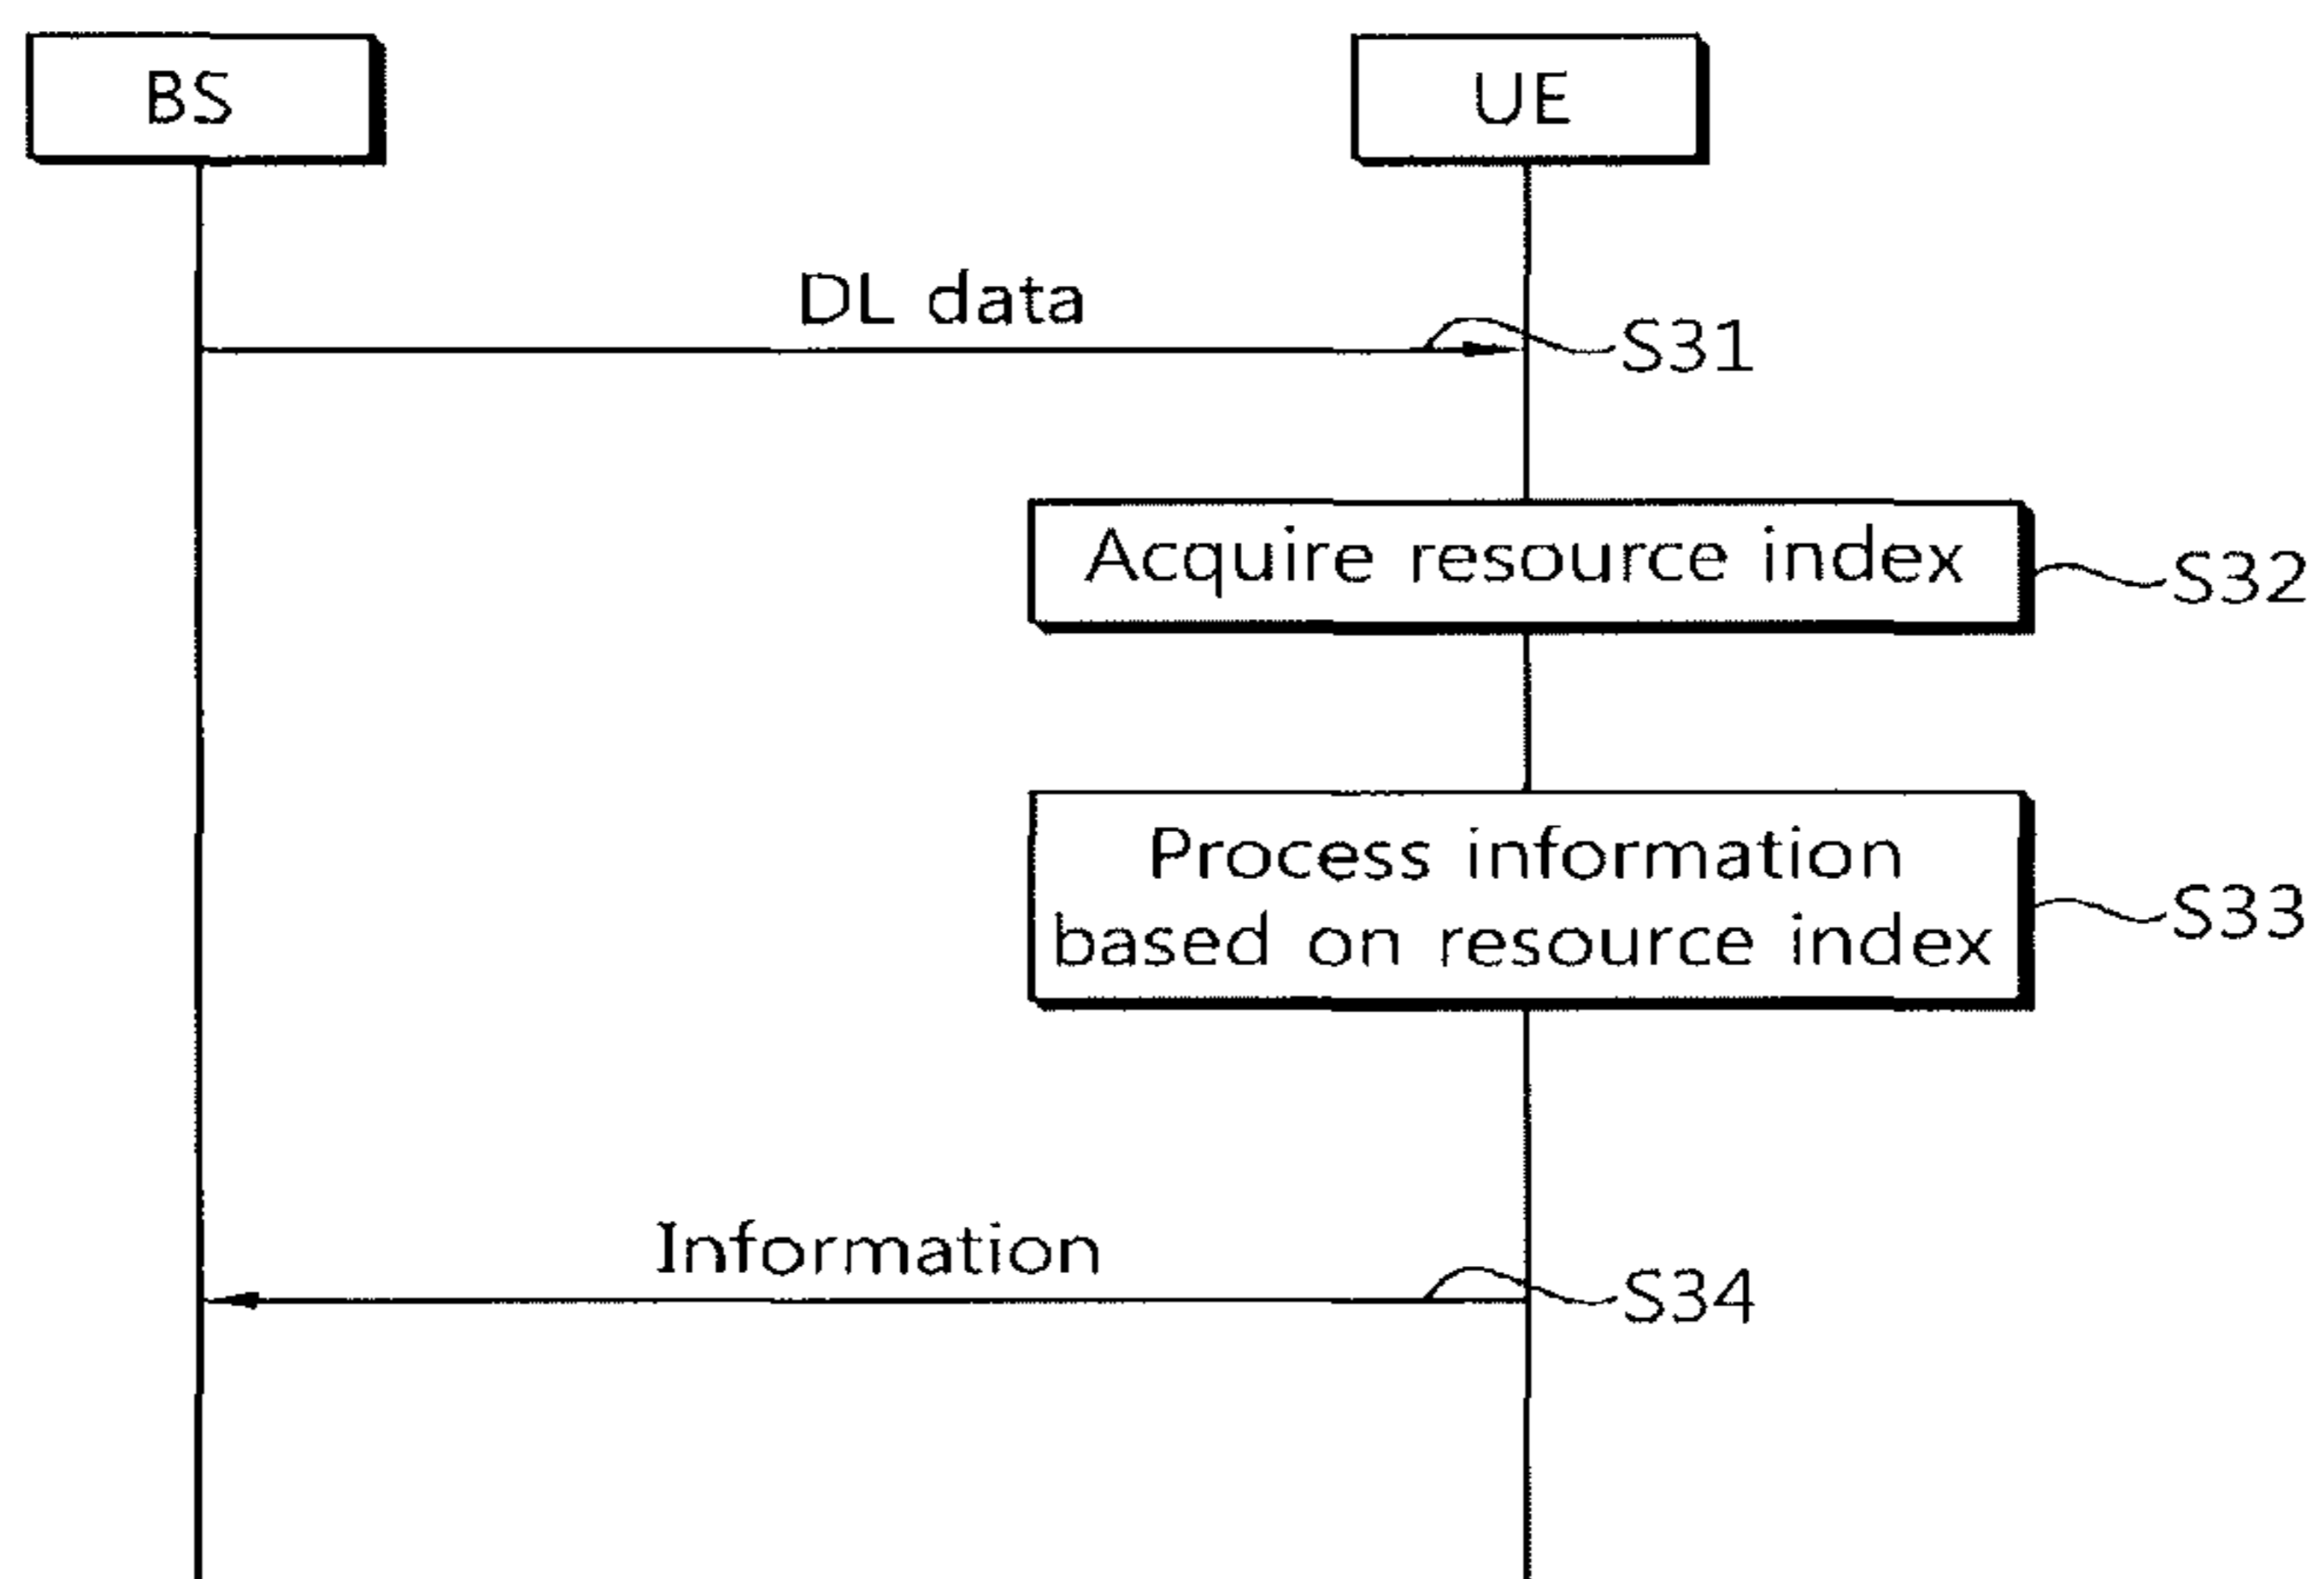 BS
UE
DL data
S31
Acquire resource index
S32
Process information
based on resource index
S33
Information
S34